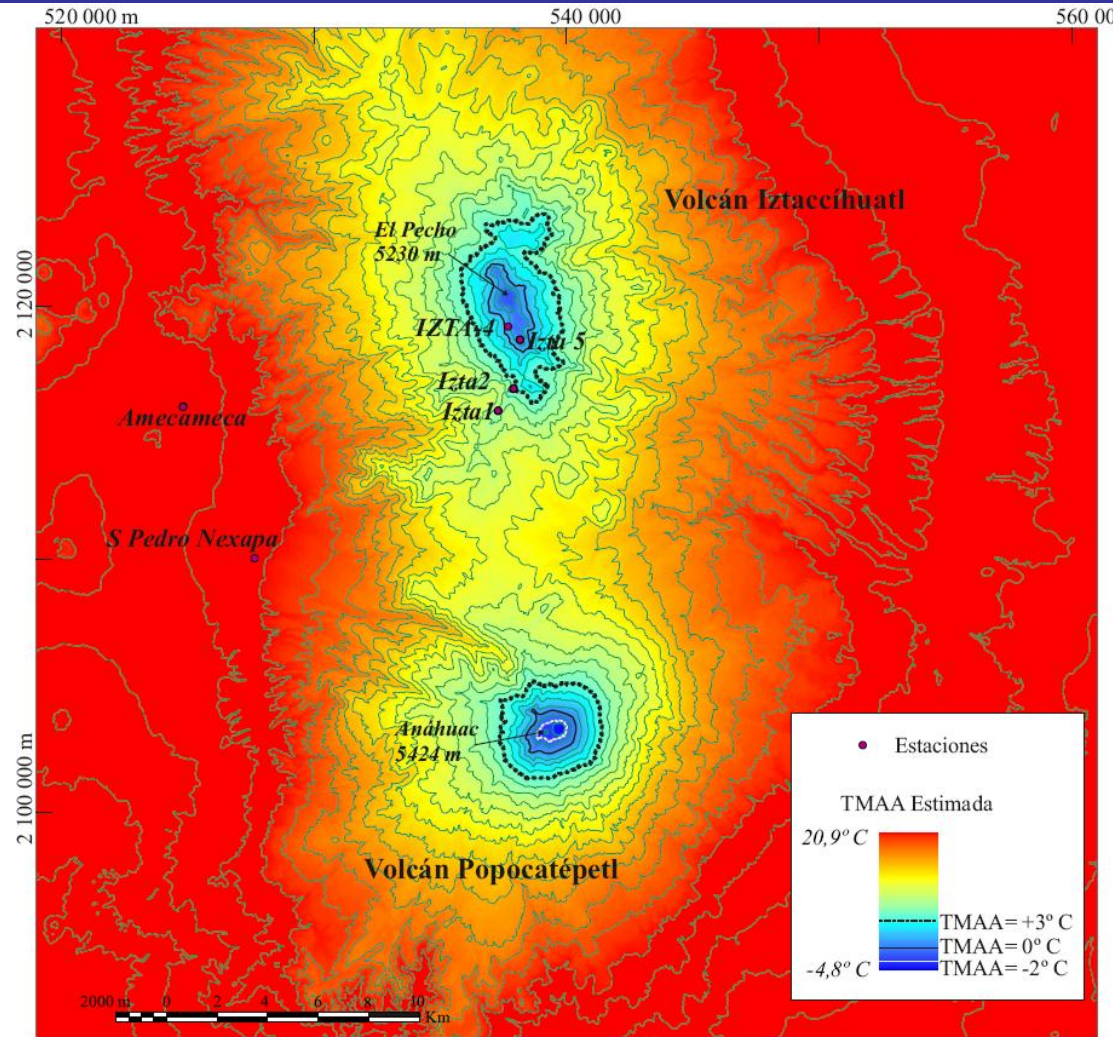 520 000 m
540 000
560 00
Volcán Iztaccíhuatl
El Pecho
5230 m
2 120 000
IZTA-4
Izta 5
Izta2
Izta1
Amecameca
S Pedro Nexapa
Anáhuac
5424 m
2 100 000 m
Volcán Popocatépetl
Estaciones
TMAA Estimada
20,9º C
TMAA= +3º C
TMAA= 0º C
-4,8º C
TMAA= -2º C
2000 m 0 2 4 6 8 10
Km